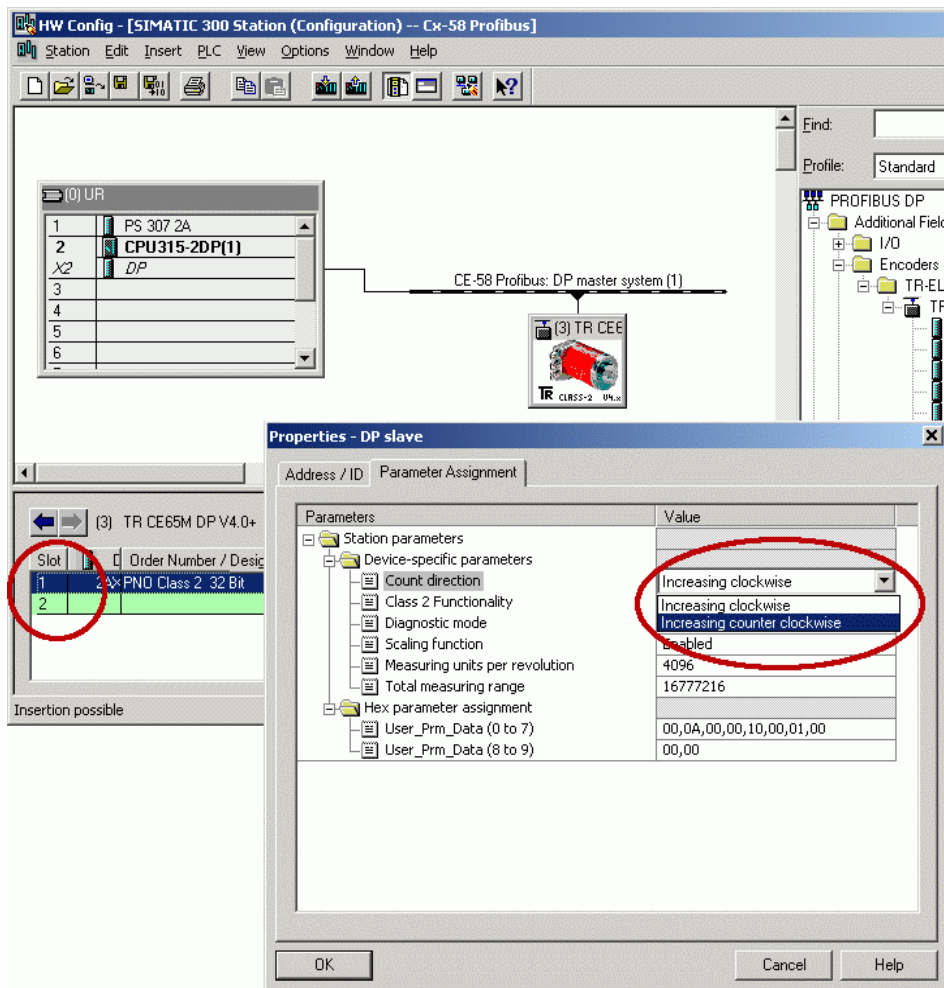 HW Config - [SIMATIC 300 Station (Configuration) -- Cx-58 Profibus]
Station Edit Insert PLC View Options Window Help
Find:
Profile: Standard
(0) UR
1 PS 307 2A
2 CPU315-2DP(1)
X2 DP
3
4
5
6
CE-58 Profibus: DP master system (1)
(3) TR CEE
TR CLASS-2 V4.x
PROFIBUS DP
Additional Field
I/O
Encoders
TR-EL
TR
(3) TR CE65M DP V4.0+
Slot D Order Number / Desig
1 2AX PNO Class 2 32 Bit
2
Insertion possible
Properties - DP slave
Address / ID Parameter Assignment
Parameters Value
Station parameters
Device-specific parameters
Count direction Increasing clockwise
Class 2 Functionality Increasing clockwise
Diagnostic mode Increasing counter clockwise
Scaling function Enabled
Measuring units per revolution 4096
Total measuring range 16777216
Hex parameter assignment
User_Prm_Data (0 to 7) 00,0A,00,00,10,00,01,00
User_Prm_Data (8 to 9) 00,00
OK Cancel Help